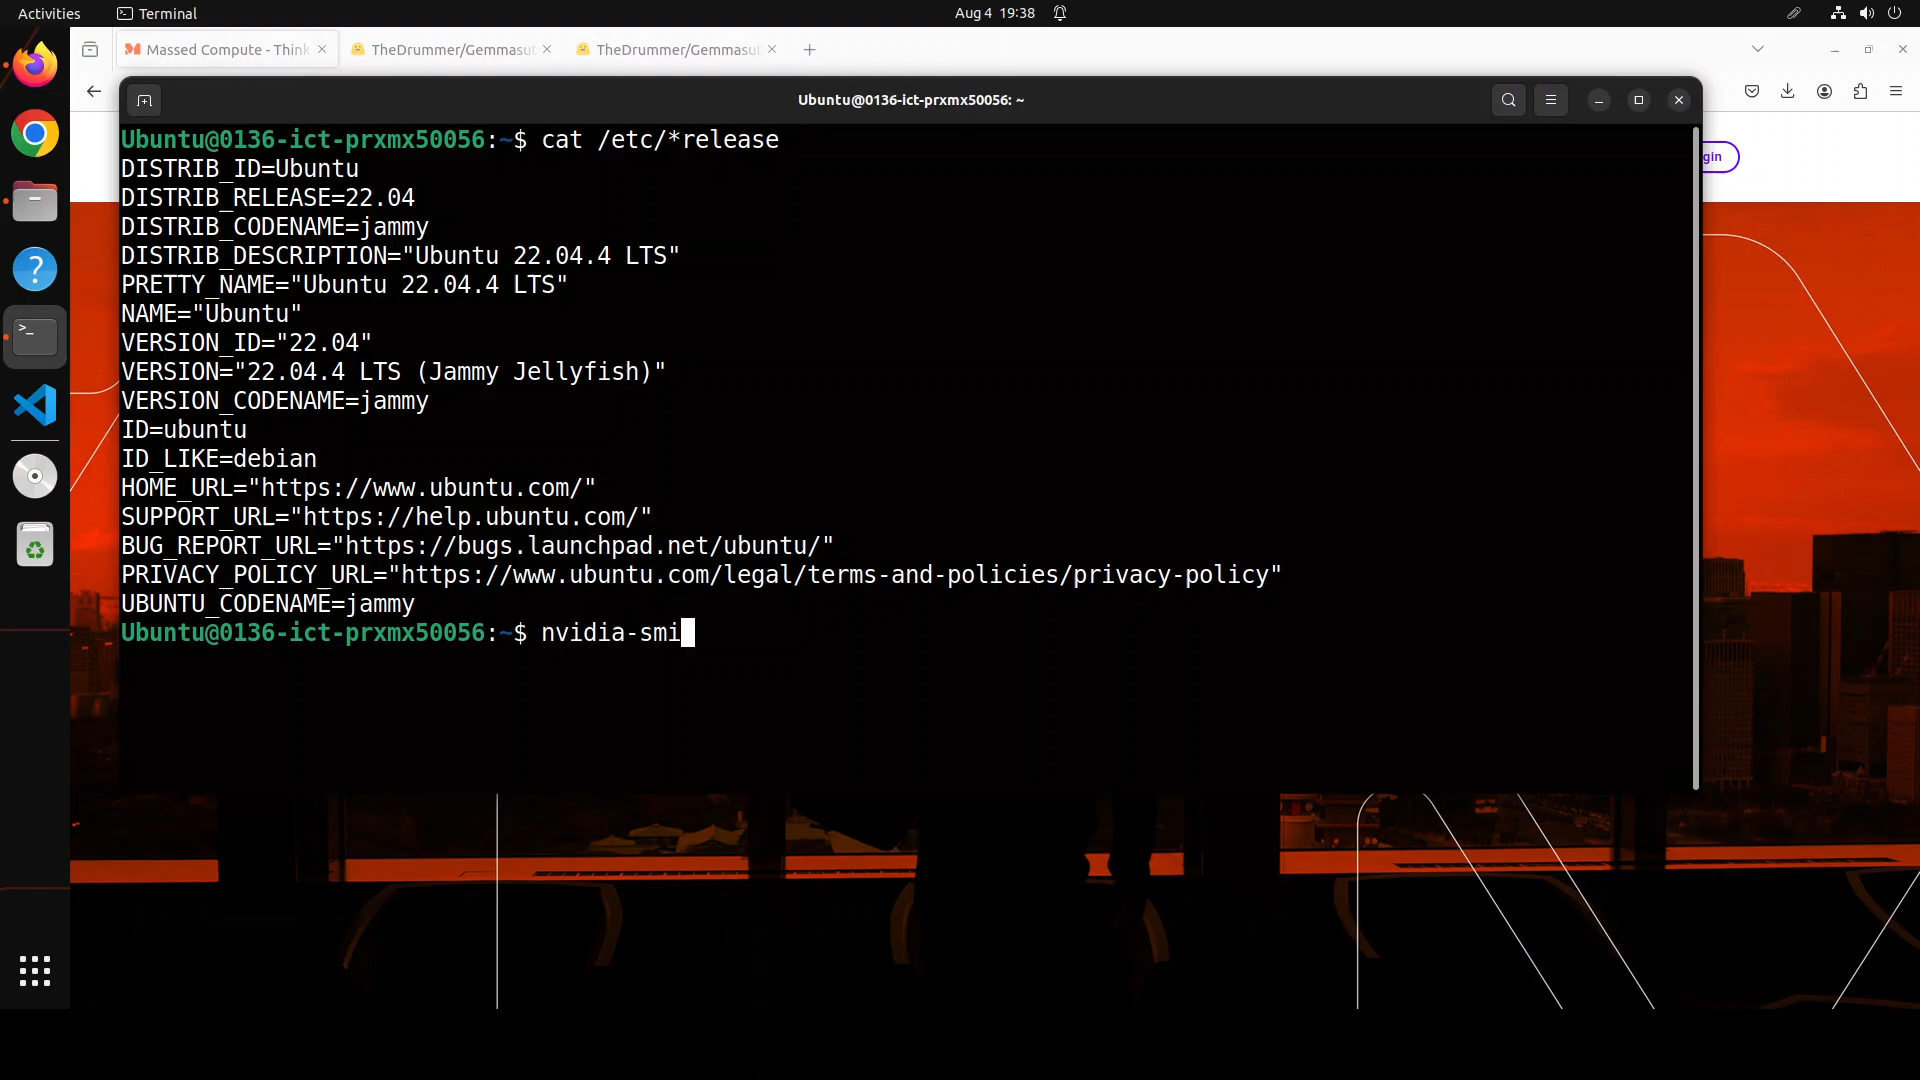 Activities
Terminal
Aug 4 19:38
Massed Compute - Think
TheDrummer/Gemmasu
TheDrummer/Gemmasu
Ubuntu@0136-ict-prxmx50056: ~
gin
Ubuntu@0136-ict-prxmx50056:~$ cat /etc/*release
DISTRIB_ID=Ubuntu
DISTRIB_RELEASE=22.04
DISTRIB_CODENAME=jammy
DISTRIB_DESCRIPTION="Ubuntu 22.04.4 LTS"
PRETTY_NAME="Ubuntu 22.04.4 LTS"
NAME="Ubuntu"
VERSION_ID="22.04"
VERSION="22.04.4 LTS (Jammy Jellyfish)"
VERSION_CODENAME=jammy
ID=ubuntu
ID_LIKE=debian
HOME_URL="https://www.ubuntu.com/"
SUPPORT_URL="https://help.ubuntu.com/"
BUG_REPORT_URL="https://bugs.launchpad.net/ubuntu/"
PRIVACY_POLICY_URL="https://www.ubuntu.com/legal/terms-and-policies/privacy-policy"
UBUNTU_CODENAME=jammy
Ubuntu@0136-ict-prxmx50056:~$ nvidia-smi